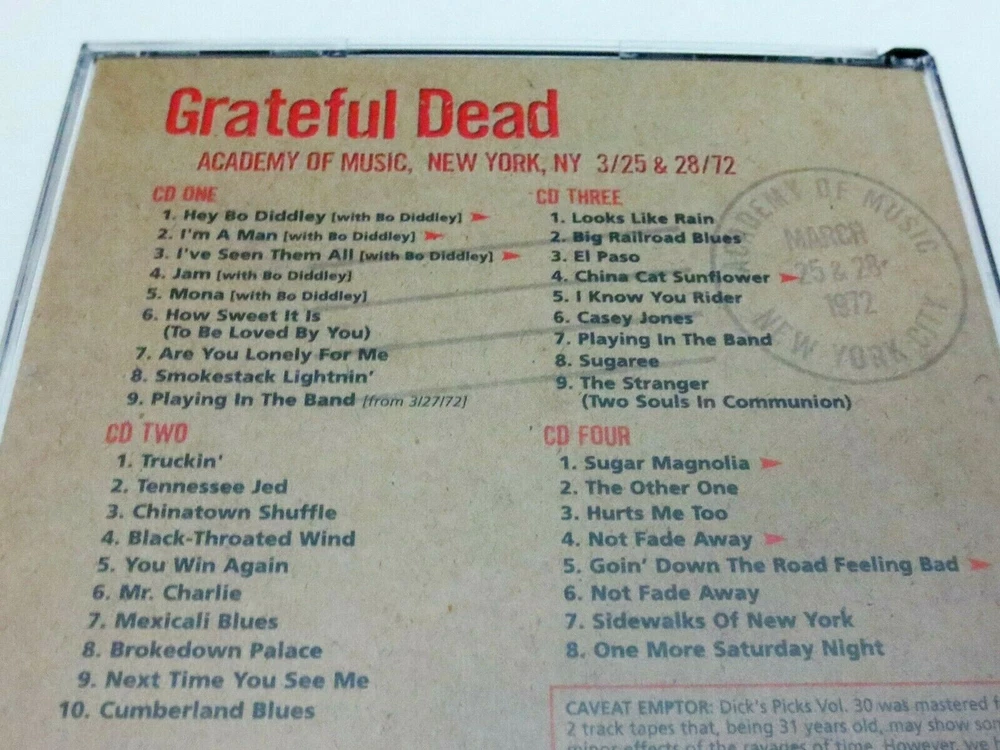 Grateful Dead
ACADEMY OF MUSIC, NEW YORK, NY 3/25 & 28/72
CD ONE
1. Hey Bo Diddley [with Bo Diddley]
2. I'm A Man [with Bo Diddley]
3. I've Seen Them All [with Bo Diddley]
4. Jam [with Bo Diddley]
5. Mona [with Bo Diddley]
6. How Sweet It Is
(To Be Loved By You)
7. Are You Lonely For Me
8. Smokestack Lightnin'
9. Playing In The Band [from 3/27/72]
CD TWO
1. Truckin'
2. Tennessee Jed
3. Chinatown Shuffle
4. Black-Throated Wind
5. You Win Again
6. Mr. Charlie
7. Mexicali Blues
8. Brokedown Palace
9. Next Time You See Me
10. Cumberland Blues
CD THREE
1. Looks Like Rain
2. Big Railroad Blues
3. El Paso
4. China Cat Sunflower
5. I Know You Rider
6. Casey Jones
7. Playing In The Band
8. Sugaree
9. The Stranger
(Two Souls In Communion)
CD FOUR
1. Sugar Magnolia
2. The Other One
3. Hurts Me Too
4. Not Fade Away
5. Goin' Down The Road Feeling Bad
6. Not Fade Away
7. Sidewalks Of New York
8. One More Saturday Night
ACADEMY OF MUSIC
MARCH
25 & 28
1972
NEW YORK CITY
CAVEAT EMPTOR: Dick's Picks Vol. 30 was mastered
2 track tapes that, being 31 years old, may show
minor effects of the ravages of time. However, we